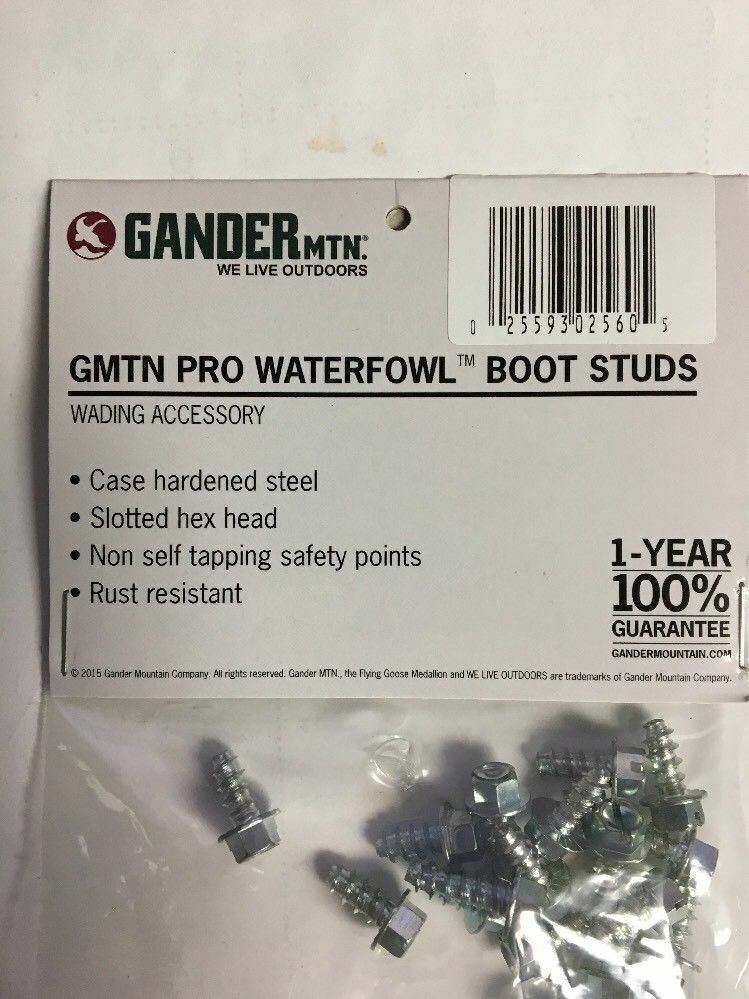 GANDER MTN.®
WE LIVE OUTDOORS
0 25593 02560 5
GMTN PRO WATERFOWL™ BOOT STUDS
WADING ACCESSORY
• Case hardened steel
• Slotted hex head
• Non self tapping safety points
• Rust resistant
1-YEAR
100%
GUARANTEE
GANDERMOUNTAIN.COM
© 2015 Gander Mountain Company. All rights reserved. Gander MTN., the Flying Goose Medallion and WE LIVE OUTDOORS are trademarks of Gander Mountain Company.